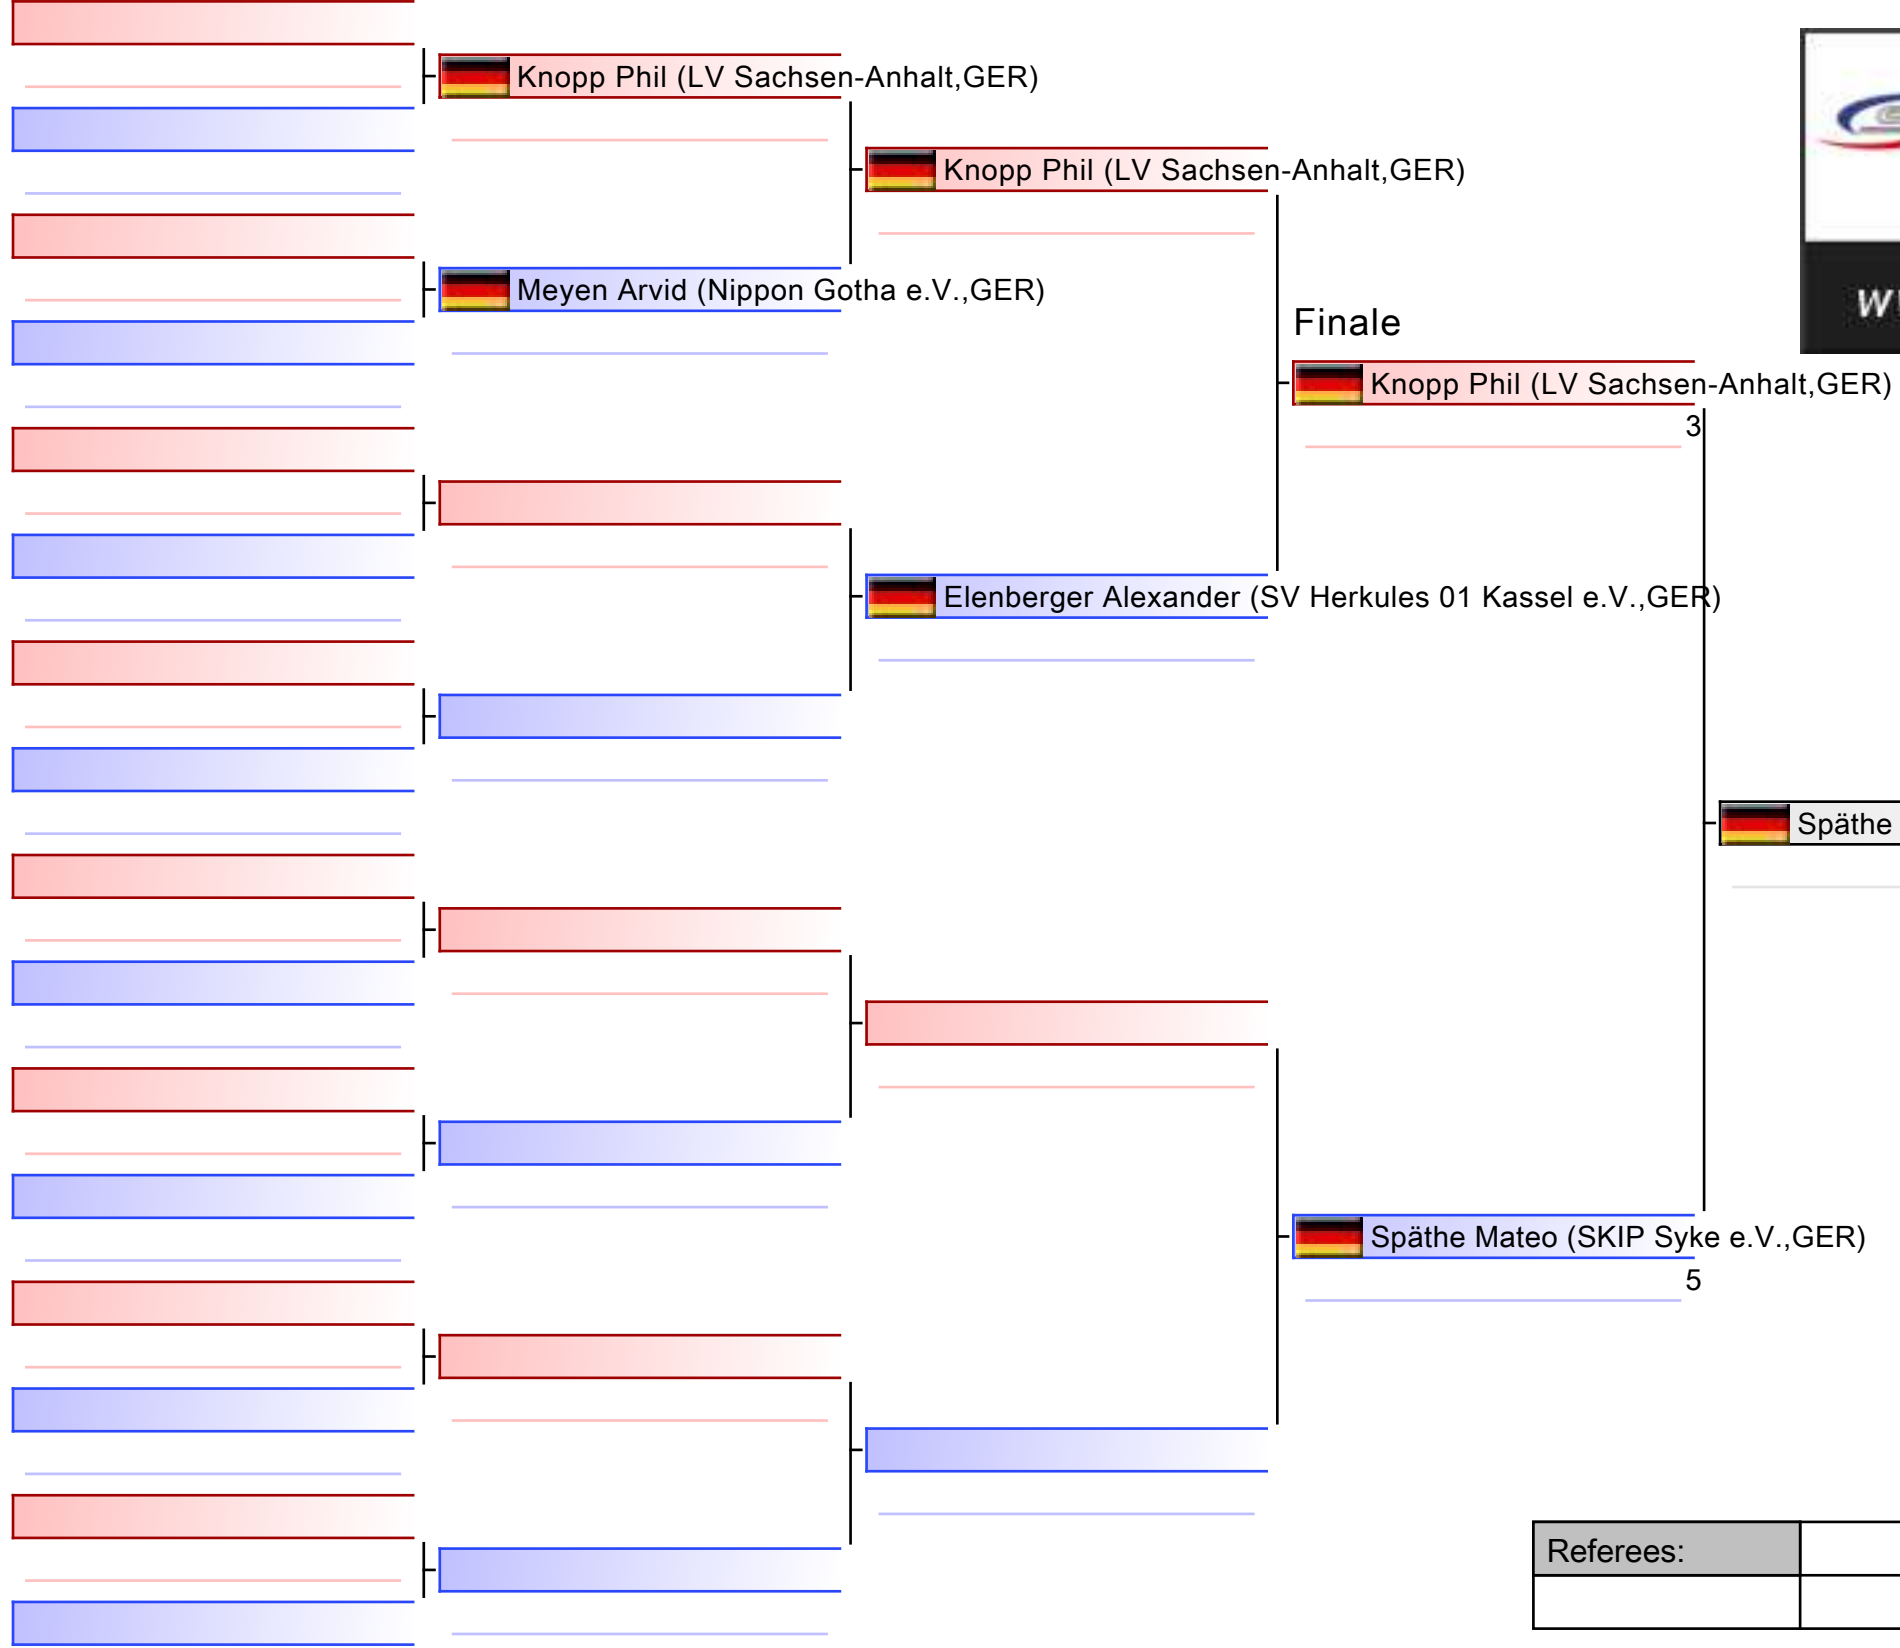 Knopp Phil (LV Sachsen-Anhalt,GER)
Knopp Phil (LV Sachsen-Anhalt,GER)
Meyen Arvid (Nippon Gotha e.V.,GER)
Finale
Knopp Phil (LV Sachsen-Anhalt,GER)
3
Elenberger Alexander (SV Herkules 01 Kassel e.V.,GER)
Späthe
Späthe Mateo (SKIP Syke e.V.,GER)
5
Referees: